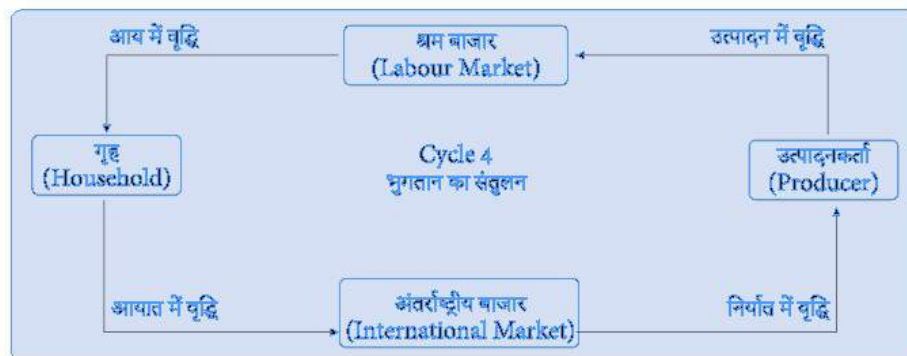 आय में वृद्धि
श्रम बाजार
(Labour Market)
उत्पादन में वृद्धि
गृह
(Household)
Cycle 4
भुगतान का संतुलन
उत्पादनकर्ता
(Producer)
आयात में वृद्धि
अंतर्राष्ट्रीय बाजार
(International Market)
निर्यात में वृद्धि